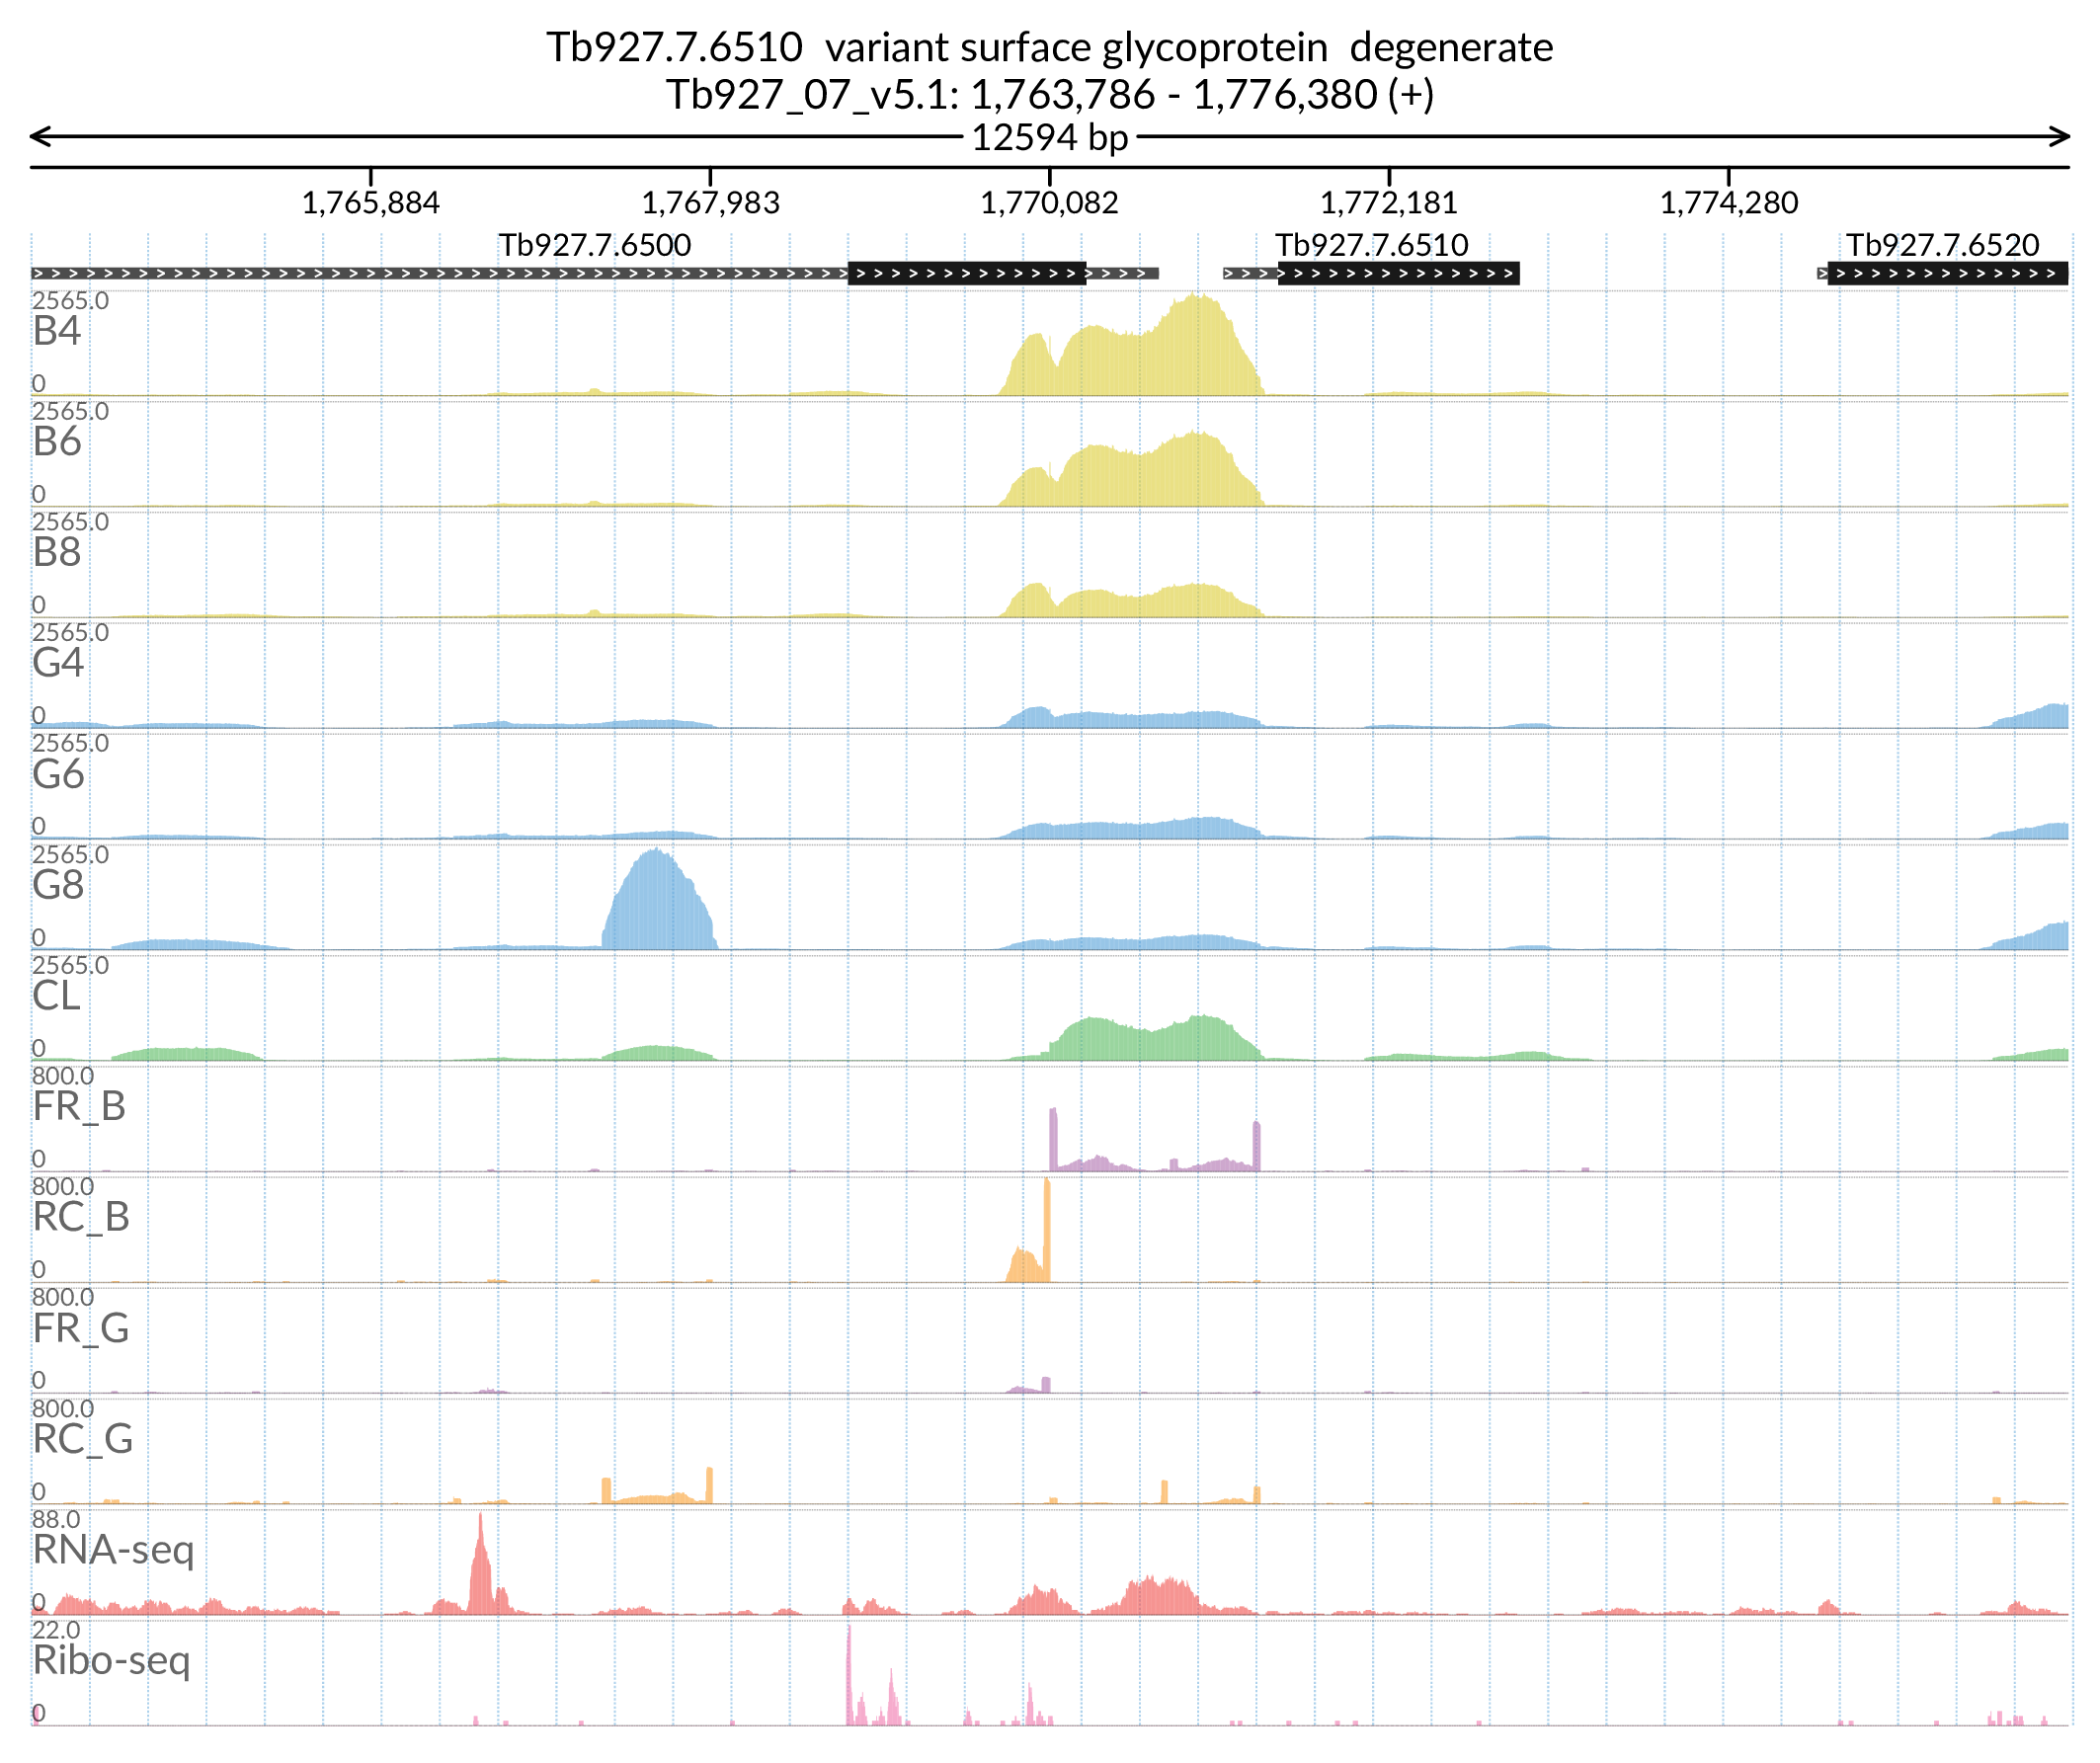 Tb927.7.6510 variant surface glycoprotein degenerate
Tb927_07_v5.1: 1,763,786 - 1,776,380 (+)
12594 bp
1,765,884 1,767,983 1,770,082 1,772,181 1,774,280
Tb927.7.6500 Tb927.7.6510 Tb927.7.6520
2565.0
B4
0
2565.0
B6
0
2565.0
B8
0
2565.0
G4
0
2565.0
G6
0
2565.0
G8
0
2565.0
CL
0
800.0
FR_B
0
800.0
RC_B
0
800.0
FR_G
0
800.0
RC_G
0
88.0
RNA-seq
0
22.0
Ribo-seq
0